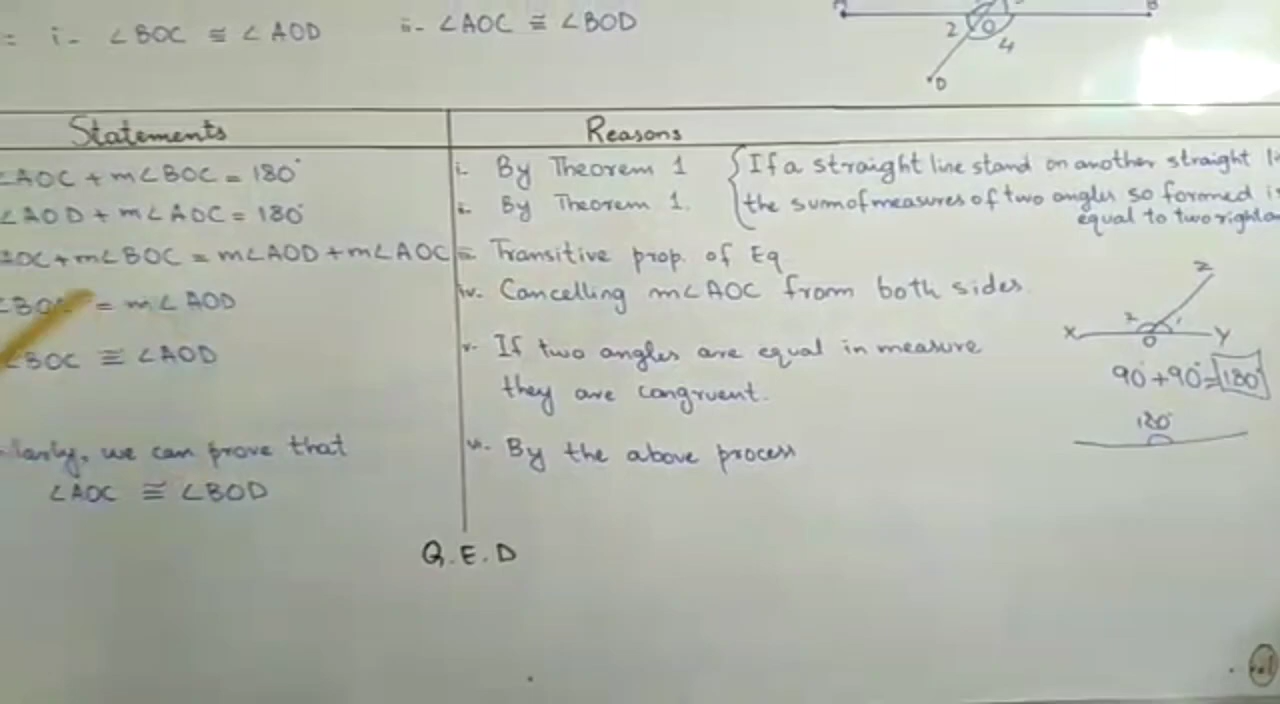 = i- ∠BOC ≅ ∠AOD ii- ∠AOC ≅ ∠BOD
B
2 O
4
D
Statements Reasons
∠AOC + m∠BOC = 180° i. By Theorem 1 {If a straight line stand on another straight
∠AOD + m∠AOC = 180° By Theorem 1. the sum of measures of two angles so formed is
equal to two right
AOC + m∠BOC = m∠AOD + m∠AOC Transitive prop. of Eq
= m∠AOD iv. Cancelling m∠AOC from both sides
∠BOC ≅ ∠AOD v. If two angles are equal in measure
they are congruent.
Z
X O Y
90° + 90° = 180°
180°
we can prove that vi. By the above process
∠AOC ≅ ∠BOD
Q.E.D